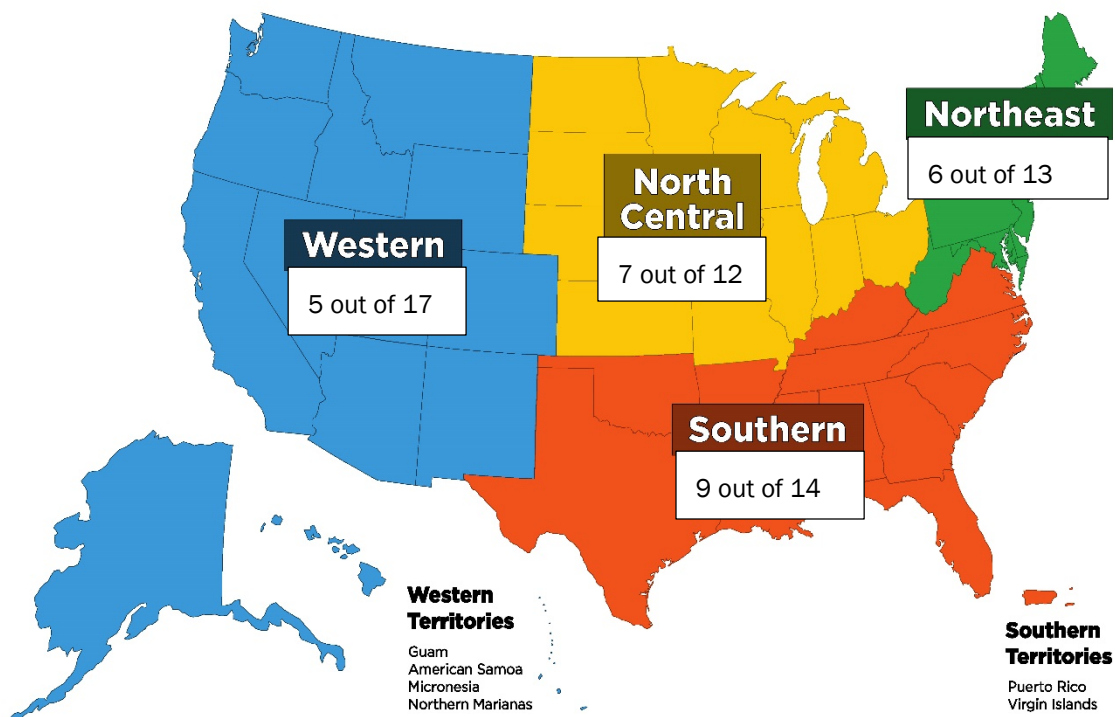 Northeast
6 out of 13
North
Central
7 out of 12
Western
5 out of 17
Southern
9 out of 14
Western
Territories
Guam
American Samoa
Micronesia
Northern Marianas
Southern
Territories
Puerto Rico
Virgin Islands